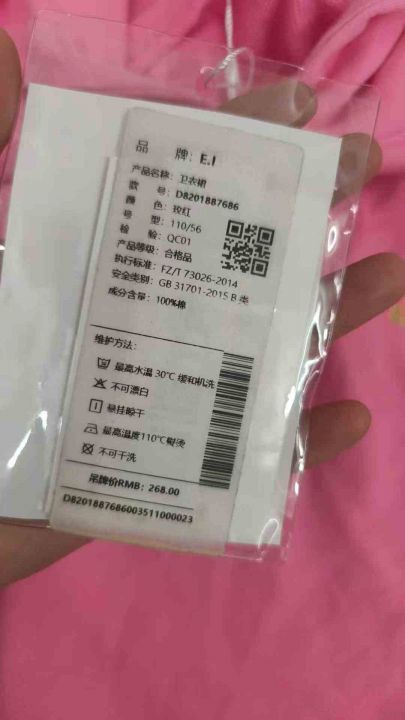 品 牌：E.I
产品名称：卫衣裙
款 号：D8201887686
颜 色：玫红
号 型：110/56
检 验：QC01
产品等级：合格品
执行标准：FZ/T 73026-2014
安全类别：GB 31701-2015 B 类
成分含量：100%棉
维护方法：
最高水温 30℃ 缓和机洗
不可漂白
悬挂晾干
最高温度110℃熨烫
不可干洗
吊牌价RMB：268.00
D8201887686003511000023